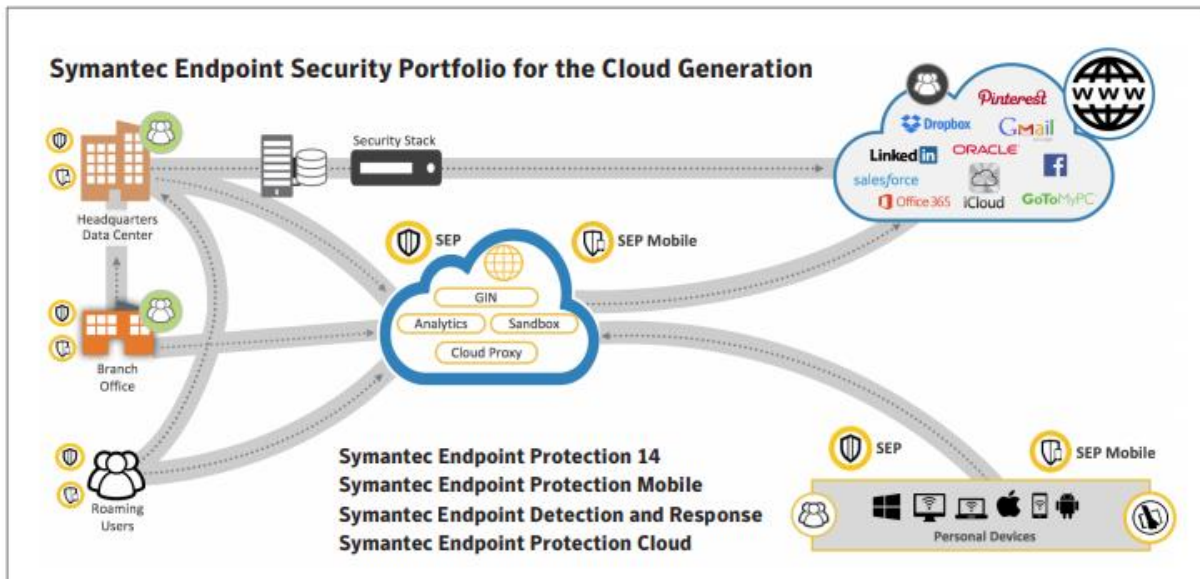 Symantec Endpoint Security Portfolio for the Cloud Generation
Headquarters
Data Center
Security Stack
WWW
Pinterest
Dropbox
GMail
LinkedIn
ORACLE
salesforce
Office 365
iCloud
GoToMyPC
SEP
SEP Mobile
GIN
Analytics
Sandbox
Cloud Proxy
Branch
Office
Roaming
Users
Symantec Endpoint Protection 14
Symantec Endpoint Protection Mobile
Symantec Endpoint Detection and Response
Symantec Endpoint Protection Cloud
SEP
SEP Mobile
Personal Devices